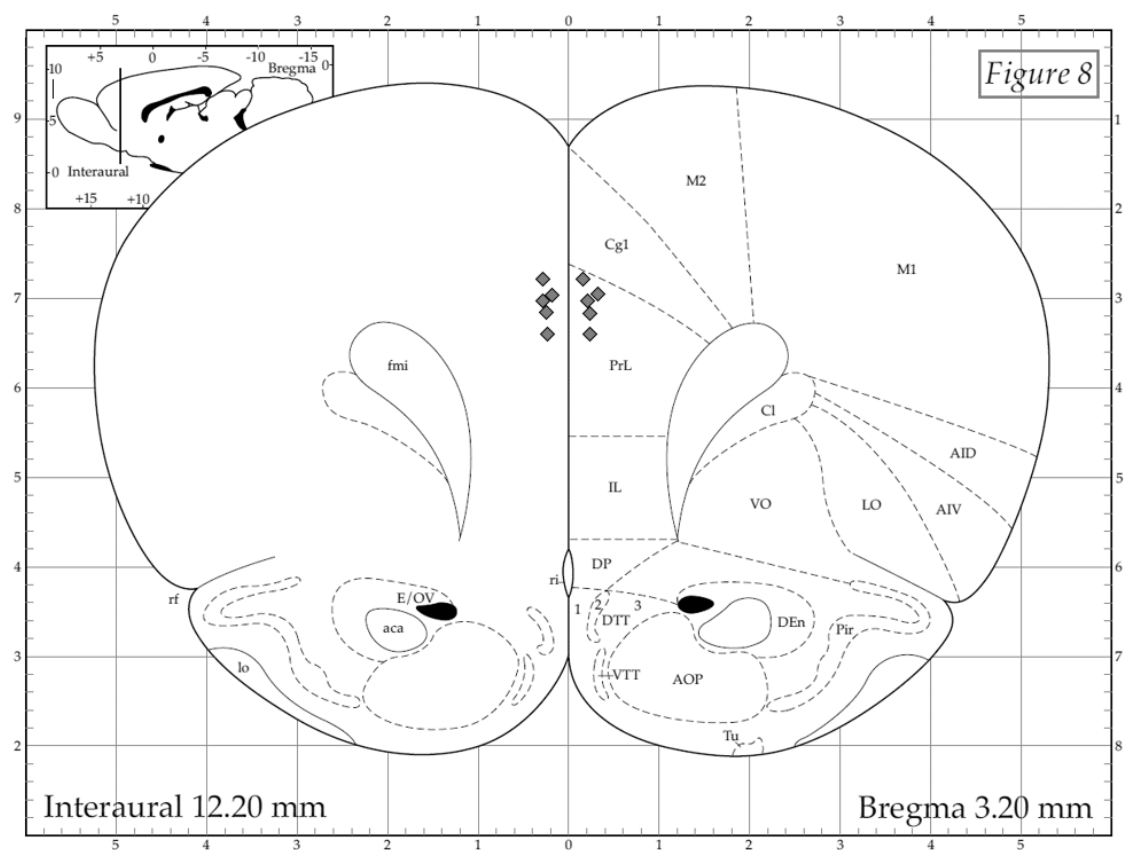 5 4 3 2 1 0 1 2 3 4 5
+5 0 -5 -10 -15
Bregma 0
-10
-5
-0 Interaural
+15 +10
Figure 8
9 1
M2
8 2
Cg1
M1
7 3
fmi PrL
6 4
Cl
AID
5 5
IL VO LO AIV
4 6
DP
ri
rf E/OV 1 2 3
aca DTT DEn Pir
3 7
lo VTT AOP
Tu
2 8
Interaural 12.20 mm Bregma 3.20 mm
5 4 3 2 1 0 1 2 3 4 5